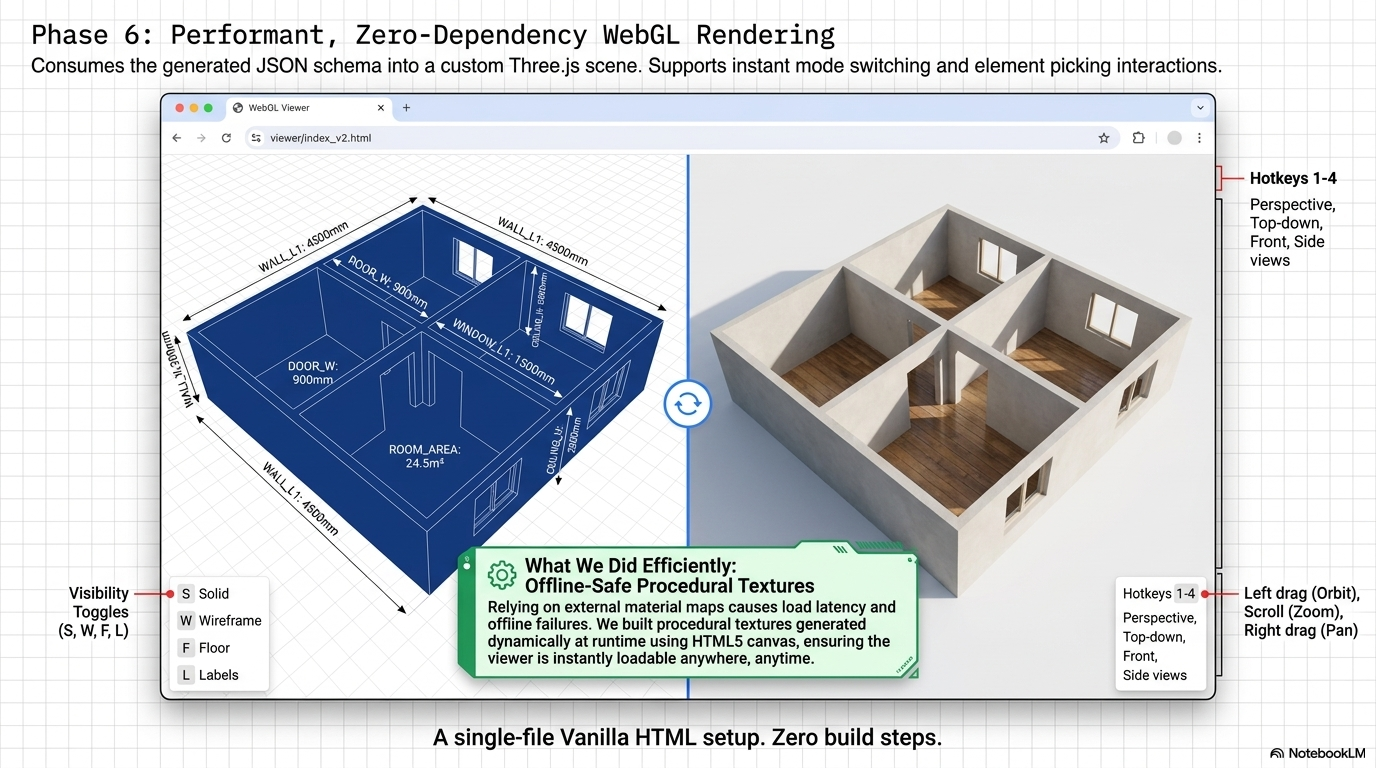 Phase 6: Performant, Zero-Dependency WebGL Rendering
Consumes the generated JSON schema into a custom Three.js scene. Supports instant mode switching and element picking interactions.
WebGL Viewer
viewer/index_v2.html
WALL_L1: 4500mm
WALL_L1: 4500mm
ROOR_W: 900mm
WINDOW_L1: 1500mm
DOOR_W:
900mm
ROOM_AREA:
24.5m²
2800mm
WALL_L1: 4500mm
Hotkeys 1-4
Perspective,
Top-down,
Front, Side
views
Visibility
Toggles
(S, W, F, L)
S Solid
W Wireframe
F Floor
L Labels
What We Did Efficiently:
Offline-Safe Procedural Textures
Relying on external material maps causes load latency and
offline failures. We built procedural textures generated
dynamically at runtime using HTML5 canvas, ensuring the
viewer is instantly loadable anywhere, anytime.
Hotkeys 1-4
Perspective,
Top-down,
Front,
Side views
Left drag (Orbit),
Scroll (Zoom),
Right drag (Pan)
A single-file Vanilla HTML setup. Zero build steps.
NotebookLM